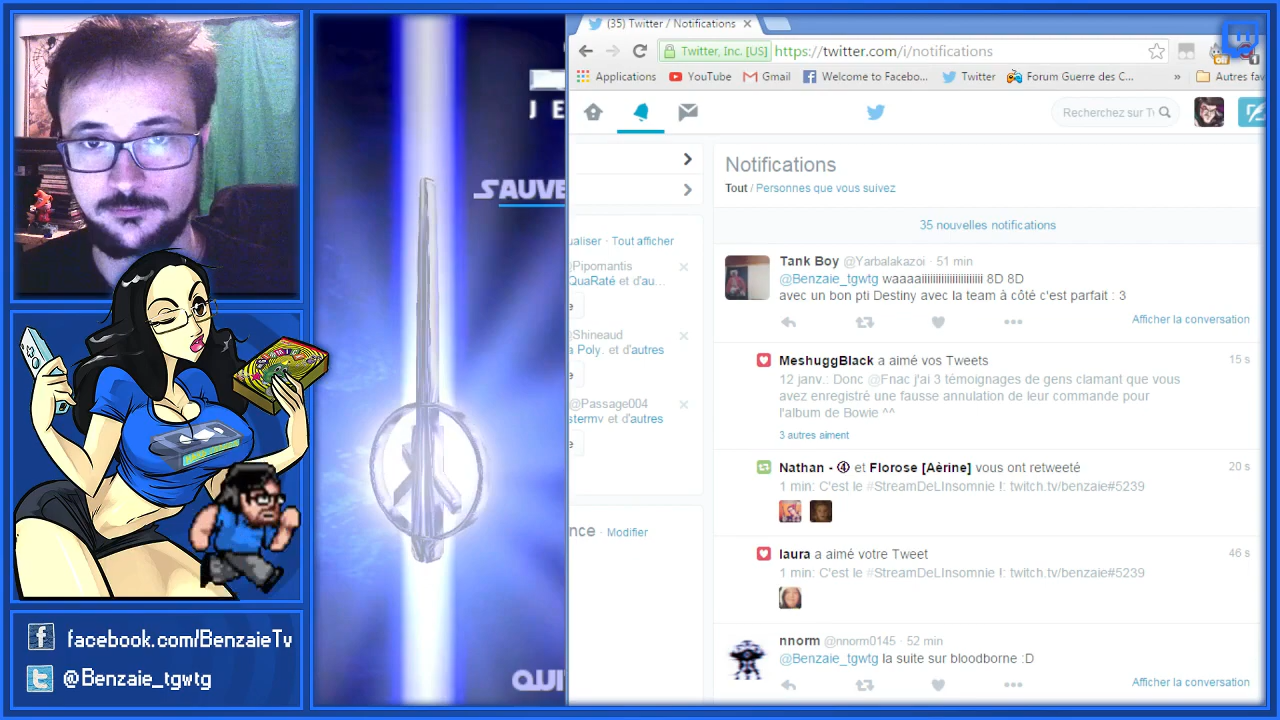 (35) Twitter / Notifications
Twitter, Inc. [US] https://twitter.com/i/notifications
Applications YouTube Gmail Welcome to Facebo... Twitter Forum Guerre des C... » Autres fav
Recherchez sur Tw
J E
SAUVE
QUI
ualiser · Tout afficher
@Pipomantis
QuaRaté et d'au...
@Shineaud
a Poly. et d'autres
@Passage004
stermv et d'autres
nce · Modifier
Notifications
Tout / Personnes que vous suivez
35 nouvelles notifications
Tank Boy @Yarbalakazoi · 51 min
@Benzaie_tgwtg waaaaiiiiiiiiiiiiiiiiiiiii 8D 8D
avec un bon pti Destiny avec la team à côté c'est parfait : 3
Afficher la conversation
MeshuggBlack a aimé vos Tweets 15 s
12 janv.: Donc @Fnac j'ai 3 témoignages de gens clamant que vous
avez enregistré une fausse annulation de leur commande pour
l'album de Bowie ^^
3 autres aiment
Nathan - et Florose [Aèrine] vous ont retweeté 20 s
1 min: C'est le #StreamDeLInsomnie !: twitch.tv/benzaie#5239
laura a aimé votre Tweet 46 s
1 min: C'est le #StreamDeLInsomnie !: twitch.tv/benzaie#5239
nnorm @nnorm0145 · 52 min
@Benzaie_tgwtg la suite sur bloodborne :D
Afficher la conversation
facebook.com/BenzaieTv
@Benzaie_tgwtg